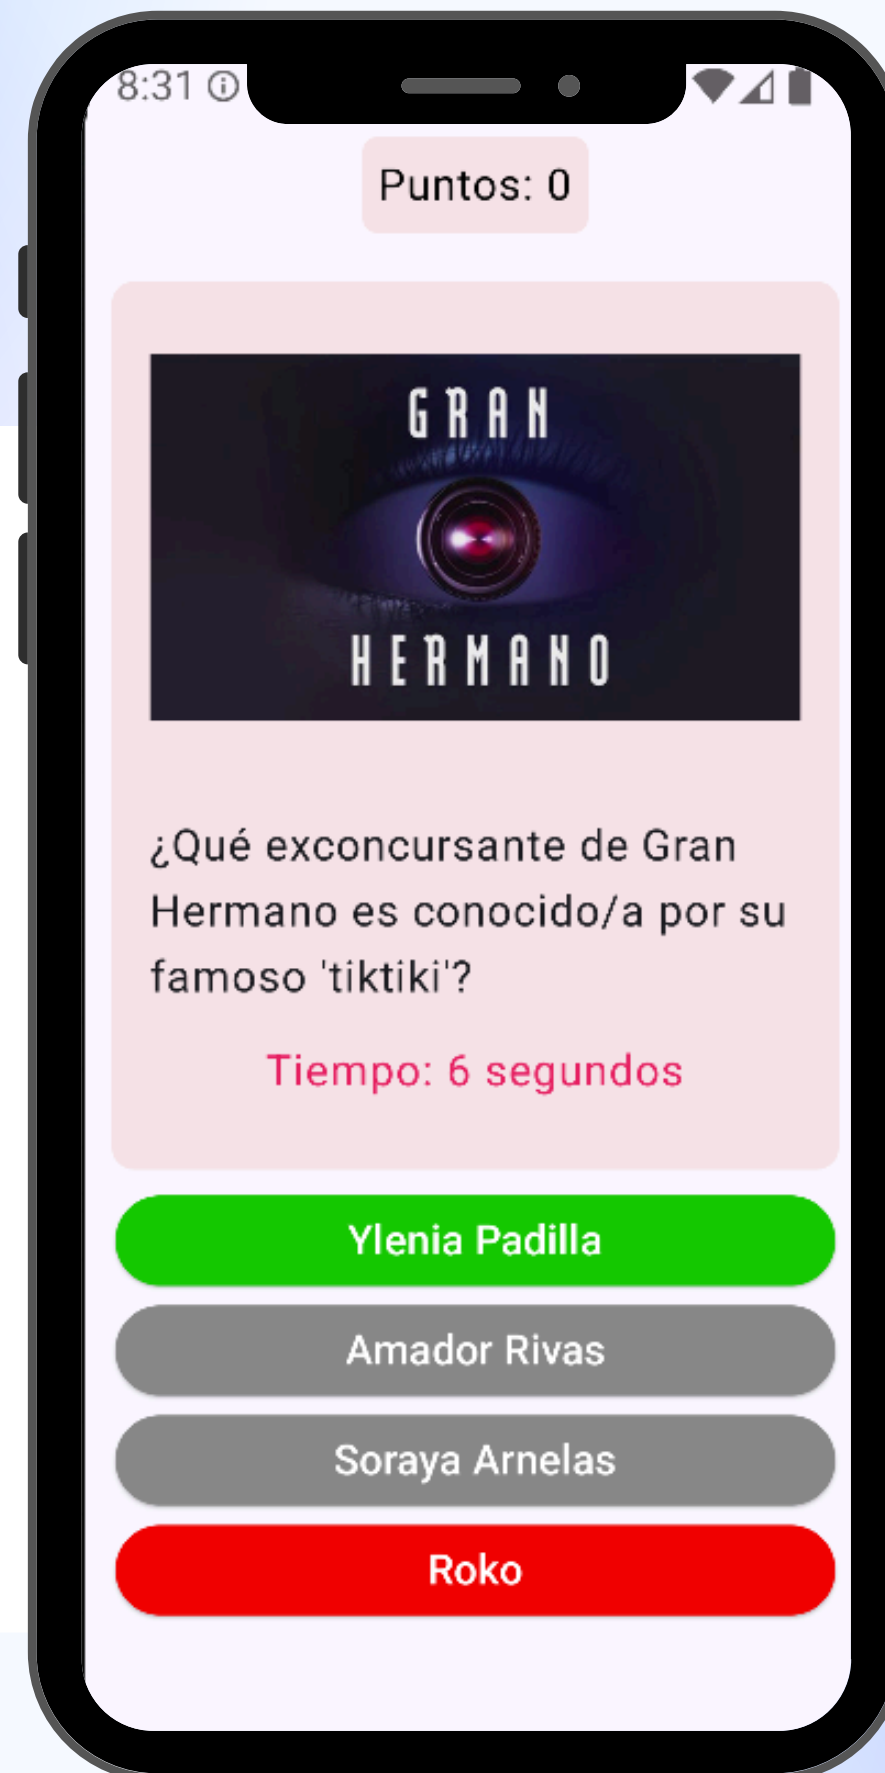 8:31
Puntos: 0
GRAN
HERMANO
¿Qué exconcursante de Gran
Hermano es conocido/a por su
famoso 'tiktiki'?
Tiempo: 6 segundos
Ylenia Padilla
Amador Rivas
Soraya Arnelas
Roko